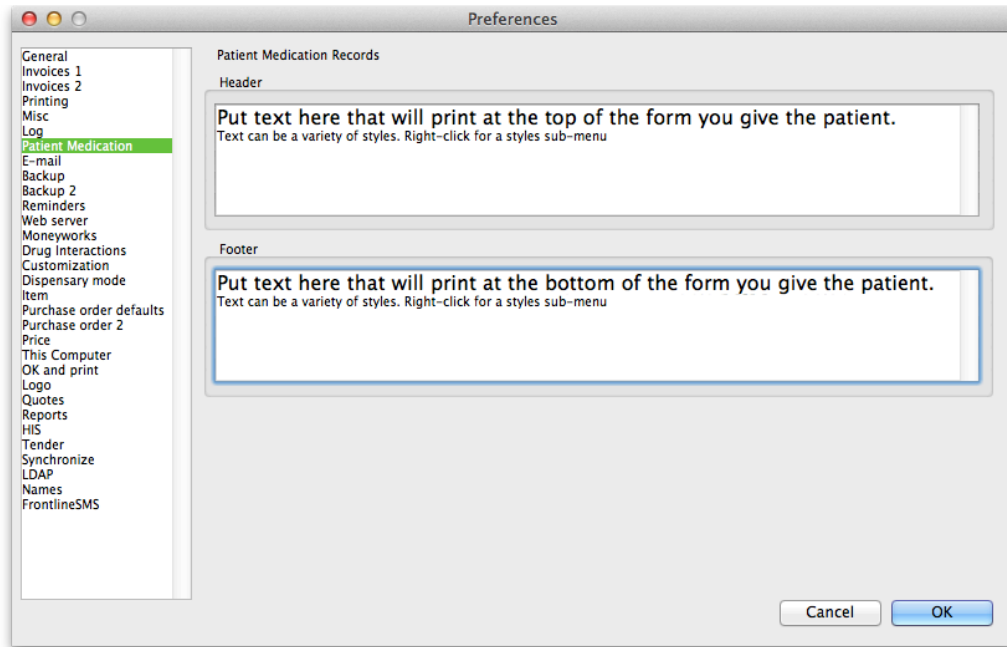 Preferences
General
Invoices 1
Invoices 2
Printing
Misc
Log
Patient Medication
E-mail
Backup
Backup 2
Reminders
Web server
Moneyworks
Drug Interactions
Customization
Dispensary mode
Item
Purchase order defaults
Purchase order 2
Price
This Computer
OK and print
Logo
Quotes
Reports
HIS
Tender
Synchronize
LDAP
Names
FrontlineSMS
Patient Medication Records
Header
Put text here that will print at the top of the form you give the patient.
Text can be a variety of styles. Right-click for a styles sub-menu
Footer
Put text here that will print at the bottom of the form you give the patient.
Text can be a variety of styles. Right-click for a styles sub-menu
Cancel
OK